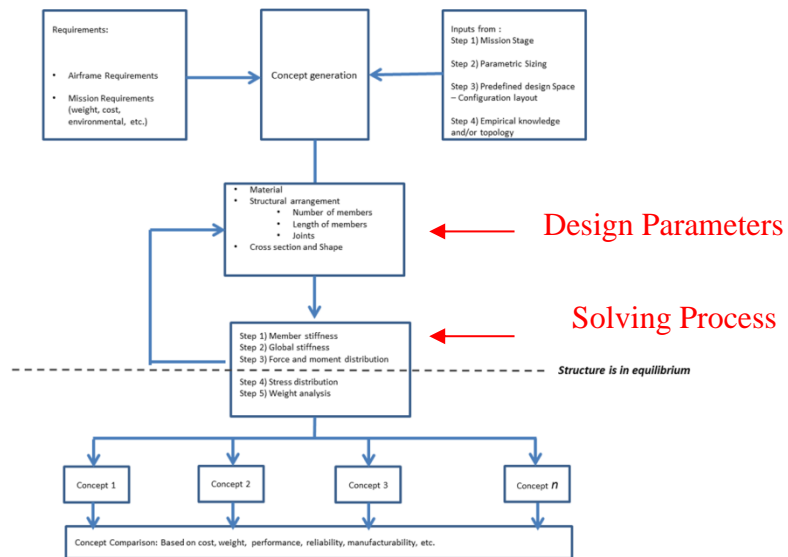 Requirements:
• Airframe Requirements
• Mission Requirements
(weight, cost,
environmental, etc.)
Concept generation
Inputs from :
Step 1) Mission Stage
Step 2) Parametric Sizing
Step 3) Predefined design Space
– Configuration layout
Step 4) Empirical knowledge
and/or topology
• Material
• Structural arrangement
• Number of members
• Length of members
• Joints
• Cross section and Shape
Design Parameters
Solving Process
Step 1) Member stiffness
Step 2) Global stiffness
Step 3) Force and moment distribution
Structure is in equilibrium
Step 4) Stress distribution
Step 5) Weight analysis
Concept 1
Concept 2
Concept 3
Concept n
Concept Comparison: Based on cost, weight, performance, reliability, manufacturability, etc.